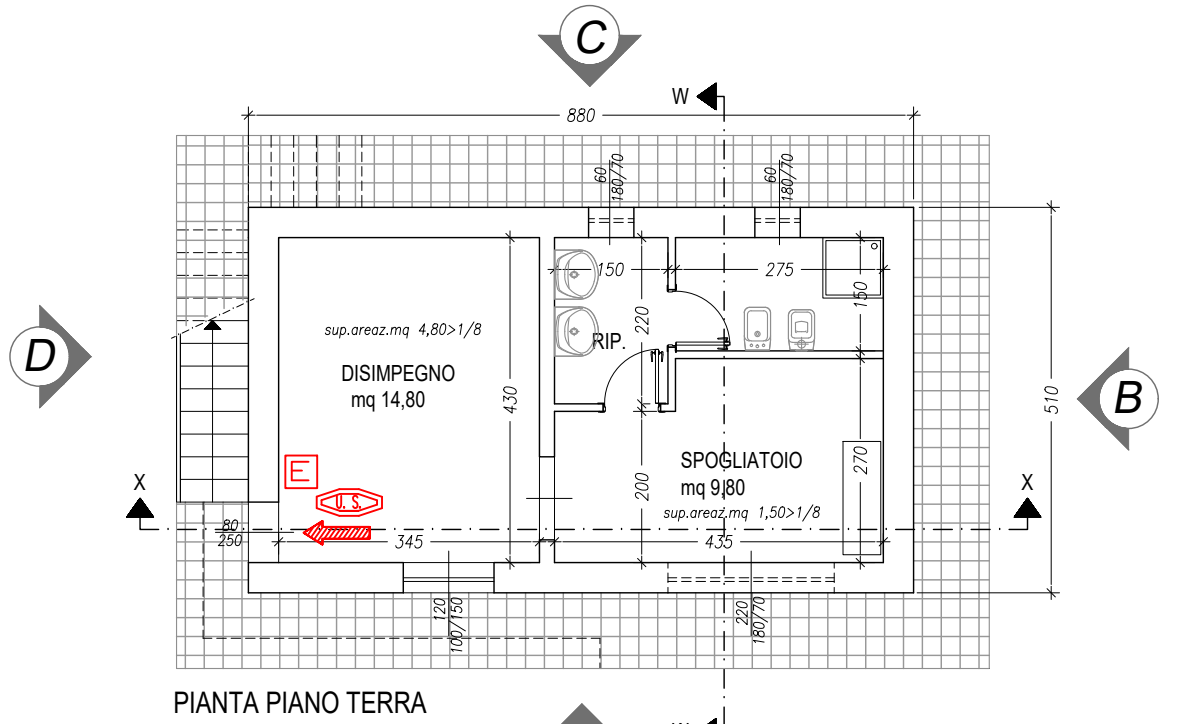 C
W
880
60
180/70
60
180/70
150
275
150
220
sup.areaz.mq 4,80>1/8
RIP.
D
DISIMPEGNO
mq 14,80
430
510
B
E
SPOGLIATOIO
mq 9,80
270
X
X
U. S.
200
sup.areaz.mq 1,50>1/8
80
250
345
435
120
100/150
220
180/70
PIANTA PIANO TERRA